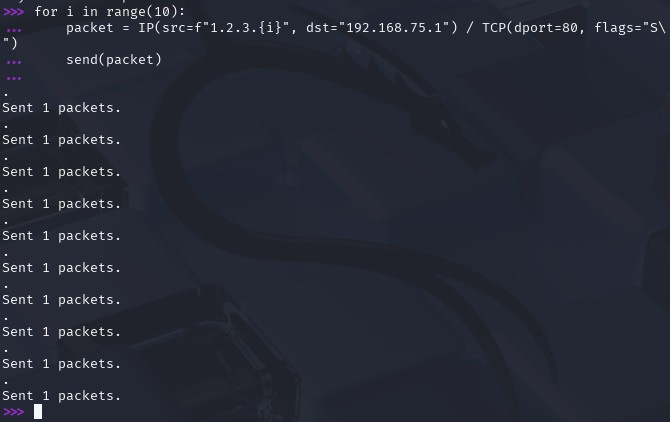 >>> for i in range(10):
...     packet = IP(src=f"1.2.3.{i}", dst="192.168.75.1") / TCP(dport=80, flags="S\
")
...     send(packet)
...
.
Sent 1 packets.
.
Sent 1 packets.
.
Sent 1 packets.
.
Sent 1 packets.
.
Sent 1 packets.
.
Sent 1 packets.
.
Sent 1 packets.
.
Sent 1 packets.
.
Sent 1 packets.
.
Sent 1 packets.
>>>